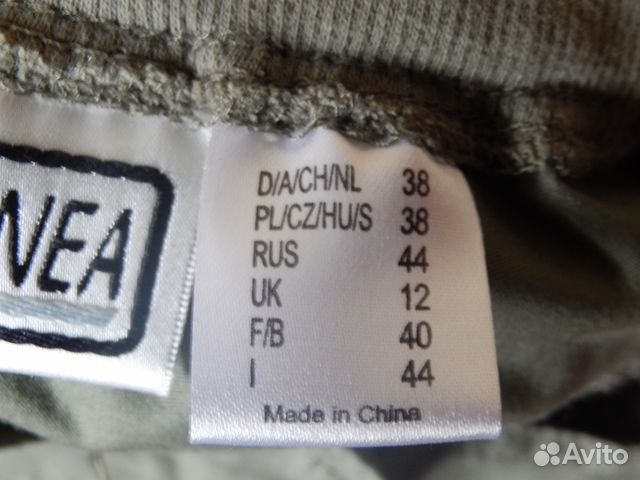 NEA
D/A/CH/NL 38
PL/CZ/HU/S 38
RUS 44
UK 12
F/B 40
I 44
Made in China
Avito